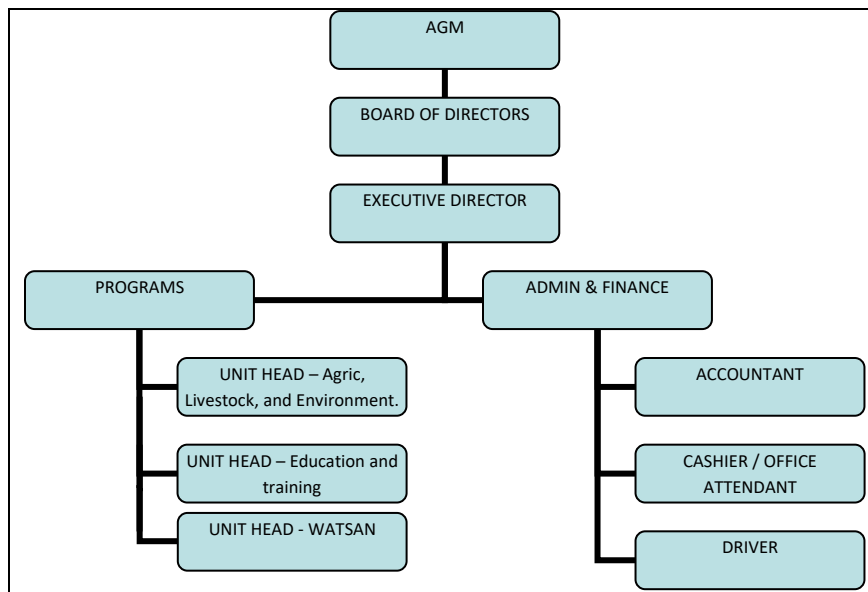 AGM
BOARD OF DIRECTORS
EXECUTIVE DIRECTOR
PROGRAMS
ADMIN & FINANCE
UNIT HEAD – Agric,
Livestock, and Environment.
ACCOUNTANT
UNIT HEAD – Education and
training
CASHIER / OFFICE
ATTENDANT
UNIT HEAD - WATSAN
DRIVER